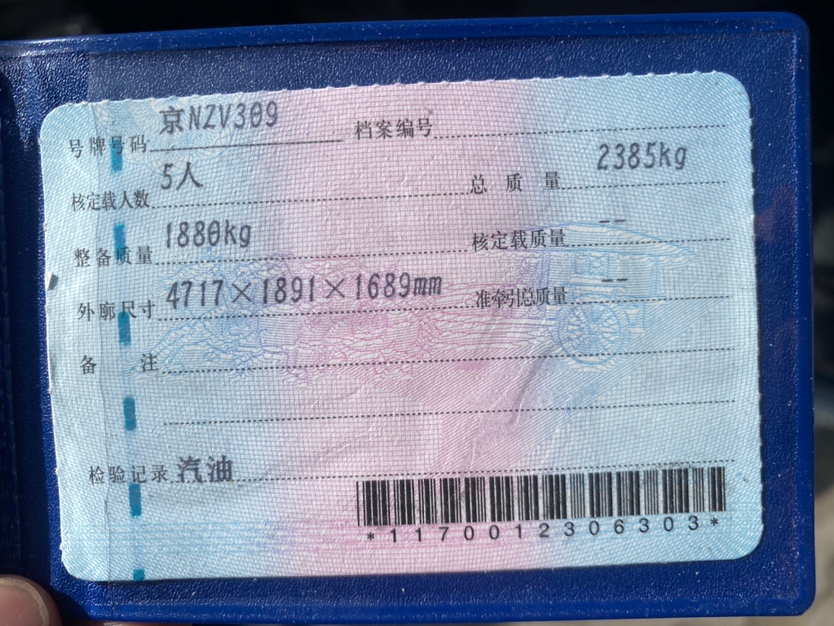 号牌号码 京NZV309 档案编号
核定载人数 5人 总质量 2385kg
整备质量 1880kg 核定载质量 --
外廓尺寸 4717×1891×1689mm 准牵引总质量 --
备注
检验记录 汽油
*1170012306303*